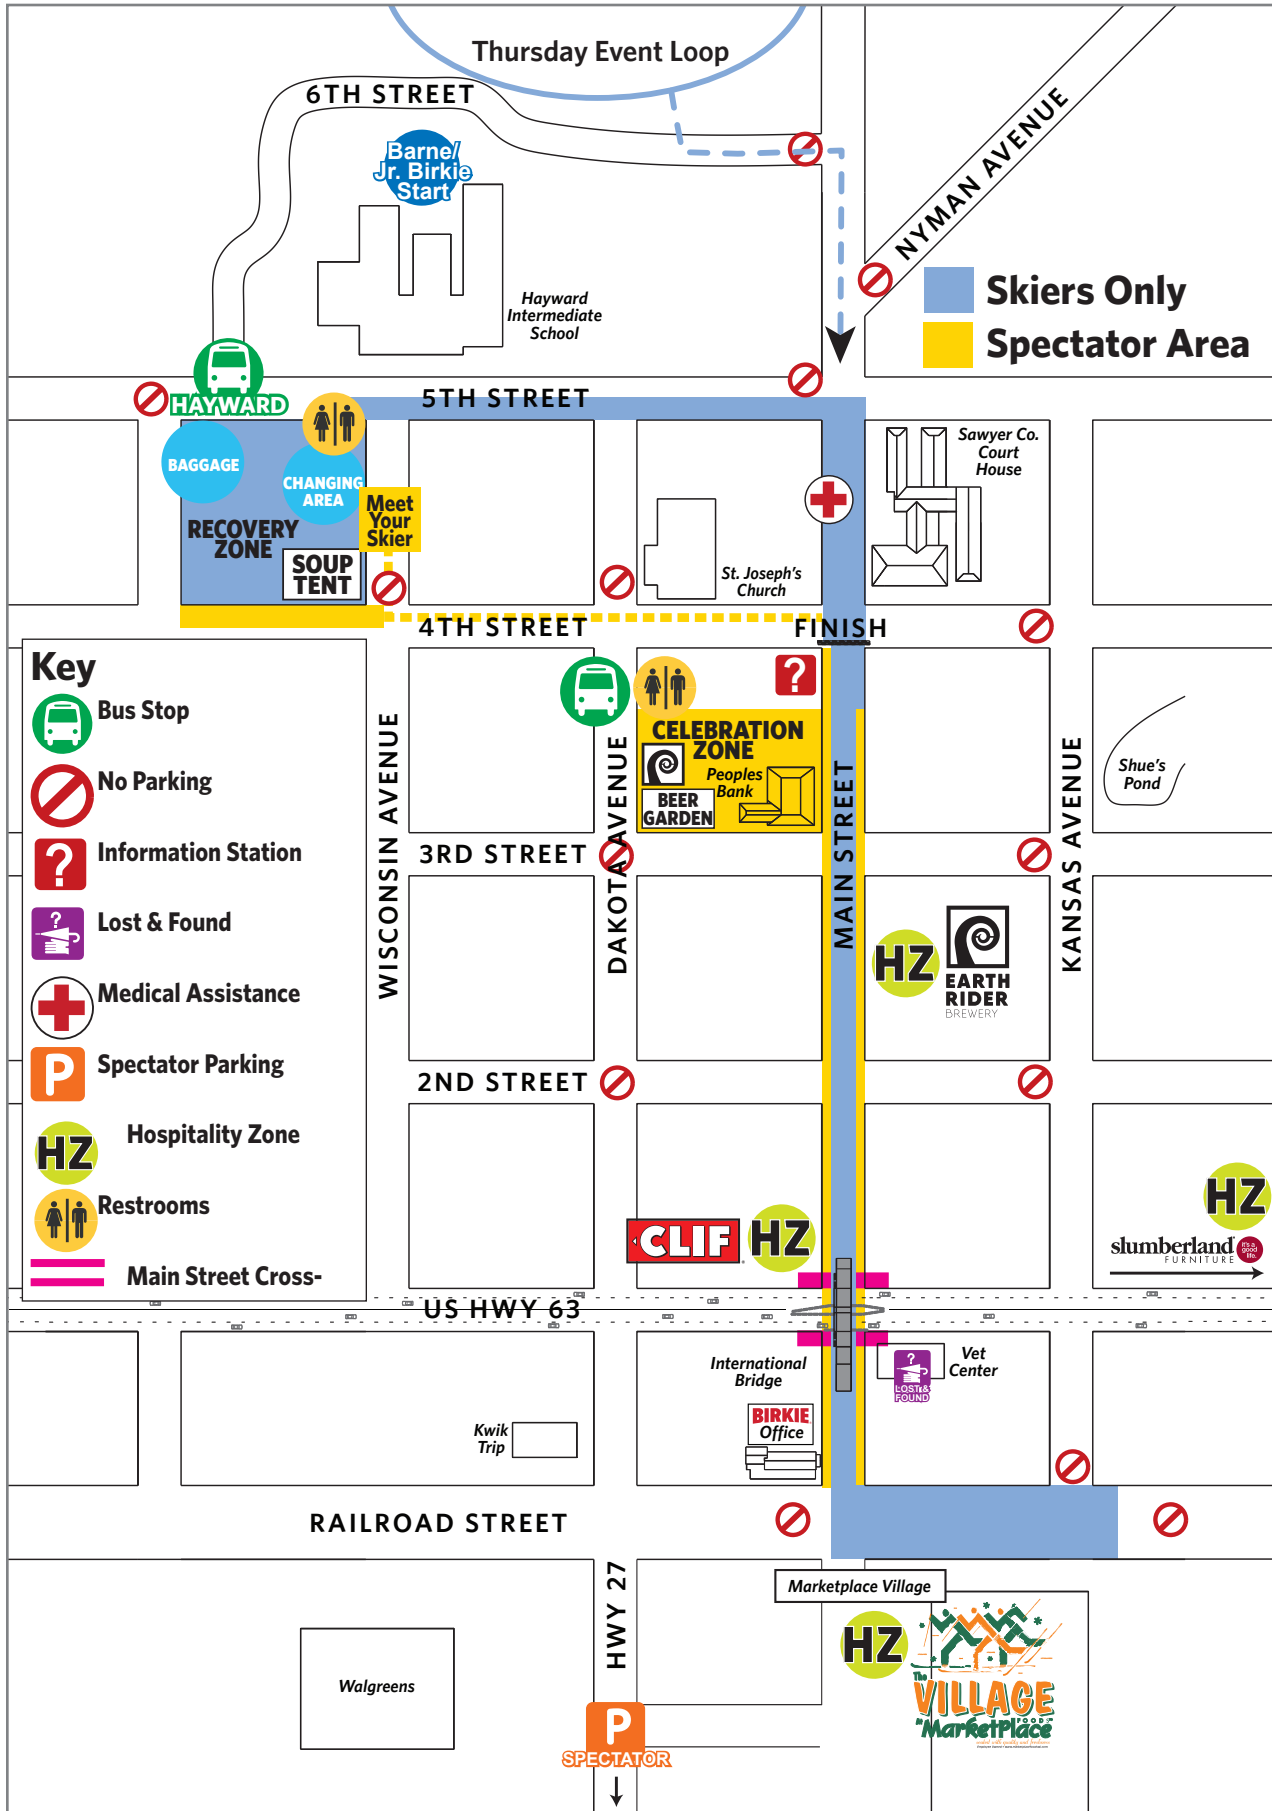 Thursday Event Loop
6TH STREET
Barne/
Jr. Birkie
Start
NYMAN AVENUE
Hayward
Intermediate
School
Skiers Only
Spectator Area
HAYWARD
5TH STREET
BAGGAGE
CHANGING
AREA
Meet
Your
Skier
RECOVERY
ZONE
SOUP
TENT
Sawyer Co.
Court
House
St. Joseph's
Church
4TH STREET
FINISH
Key
Bus Stop
No Parking
?
Information Station
?
Lost & Found
Medical Assistance
P
Spectator Parking
HZ
Hospitality Zone
Restrooms
Main Street Cross-
WISCONSIN AVENUE
DAKOTA AVENUE
?
CELEBRATION
ZONE
Peoples
Bank
BEER
GARDEN
MAIN STREET
KANSAS AVENUE
Shue's
Pond
3RD STREET
HZ
EARTH
RIDER
BREWERY
2ND STREET
CLIF
HZ
HZ
slumberland
FURNITURE
it's a
good
life.
US HWY 63
International
Bridge
?
LOST &
FOUND
Vet
Center
BIRKIE
Office
Kwik
Trip
RAILROAD STREET
HWY 27
Marketplace Village
HZ
The
VILLAGE
MarketPlace
FOODS
Walgreens
P
SPECTATOR